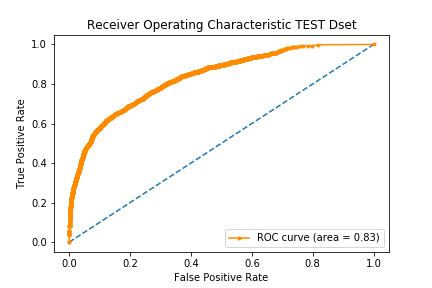 Receiver Operating Characteristic TEST Dset
True Positive Rate
1.0
0.8
0.6
0.4
0.2
0.0
ROC curve (area = 0.83)
0.0 0.2 0.4 0.6 0.8 1.0
False Positive Rate